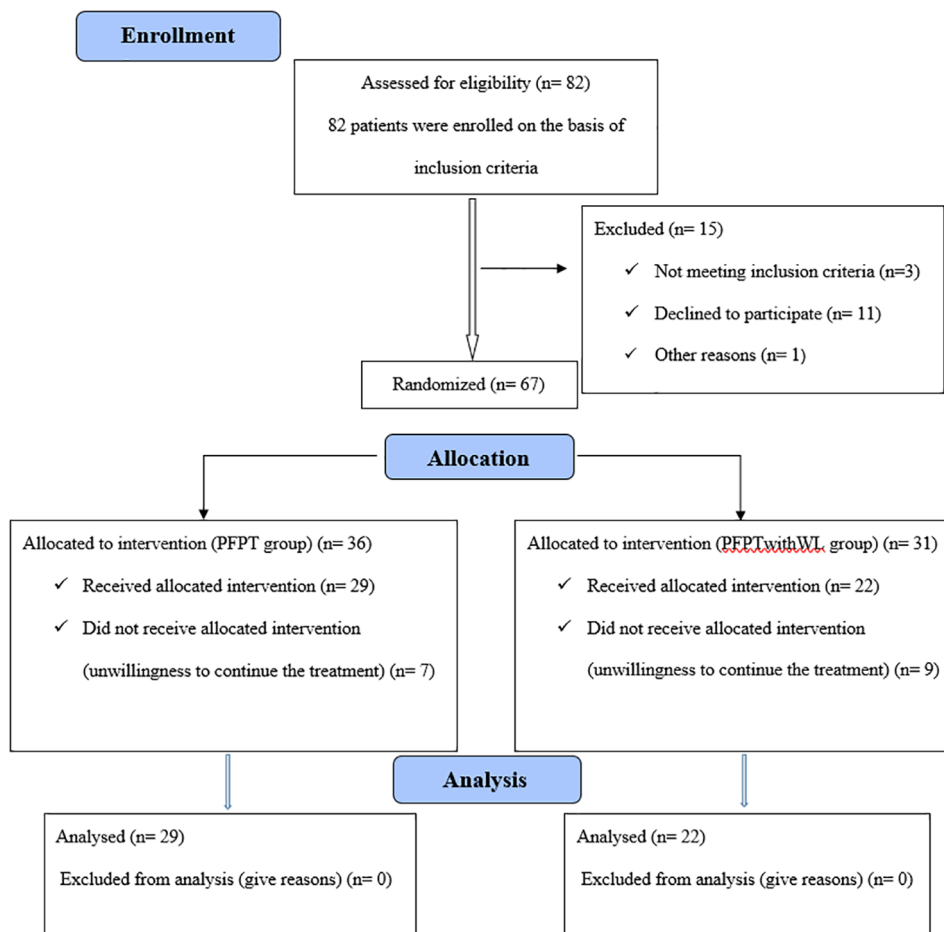 Enrollment
Assessed for eligibility (n= 82)
82 patients were enrolled on the basis of
inclusion criteria
Excluded (n= 15)
✓ Not meeting inclusion criteria (n=3)
✓ Declined to participate (n= 11)
✓ Other reasons (n= 1)
Randomized (n= 67)
Allocation
Allocated to intervention (PFPT group) (n= 36)
✓ Received allocated intervention (n= 29)
✓ Did not receive allocated intervention
(unwillingness to continue the treatment) (n= 7)
Allocated to intervention (PFPTwithWL group) (n= 31)
✓ Received allocated intervention (n= 22)
✓ Did not receive allocated intervention
(unwillingness to continue the treatment) (n= 9)
Analysis
Analysed (n= 29)
Excluded from analysis (give reasons) (n= 0)
Analysed (n= 22)
Excluded from analysis (give reasons) (n= 0)